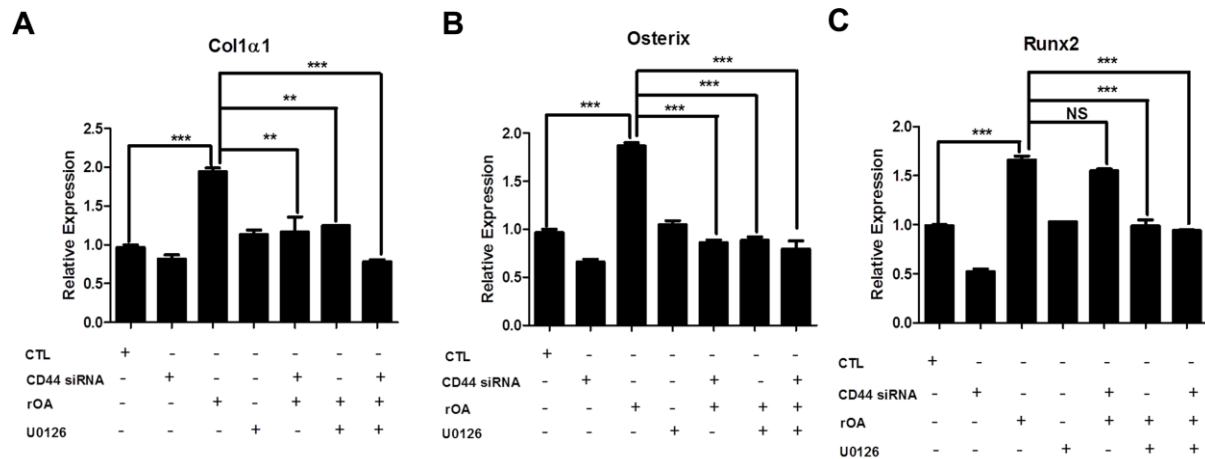 A
Col1α1
***
**
***
**
Relative Expression
2.5
2.0
1.5
1.0
0.5
0.0
CTL + - - - - - -
CD44 siRNA - + - - + - +
rOA - - + - + + +
U0126 - - - + - + +
B
Osterix
***
***
***
***
Relative Expression
2.0
1.5
1.0
0.5
0.0
CTL + - - - - - -
CD44 siRNA - + - - + - +
rOA - - + - + + +
U0126 - - - + - + +
C
Runx2
***
***
NS
***
Relative Expression
2.0
1.5
1.0
0.5
0.0
CTL + - - - - - -
CD44 siRNA - + - - + - +
rOA - - + - + + +
U0126 - - - + - + +